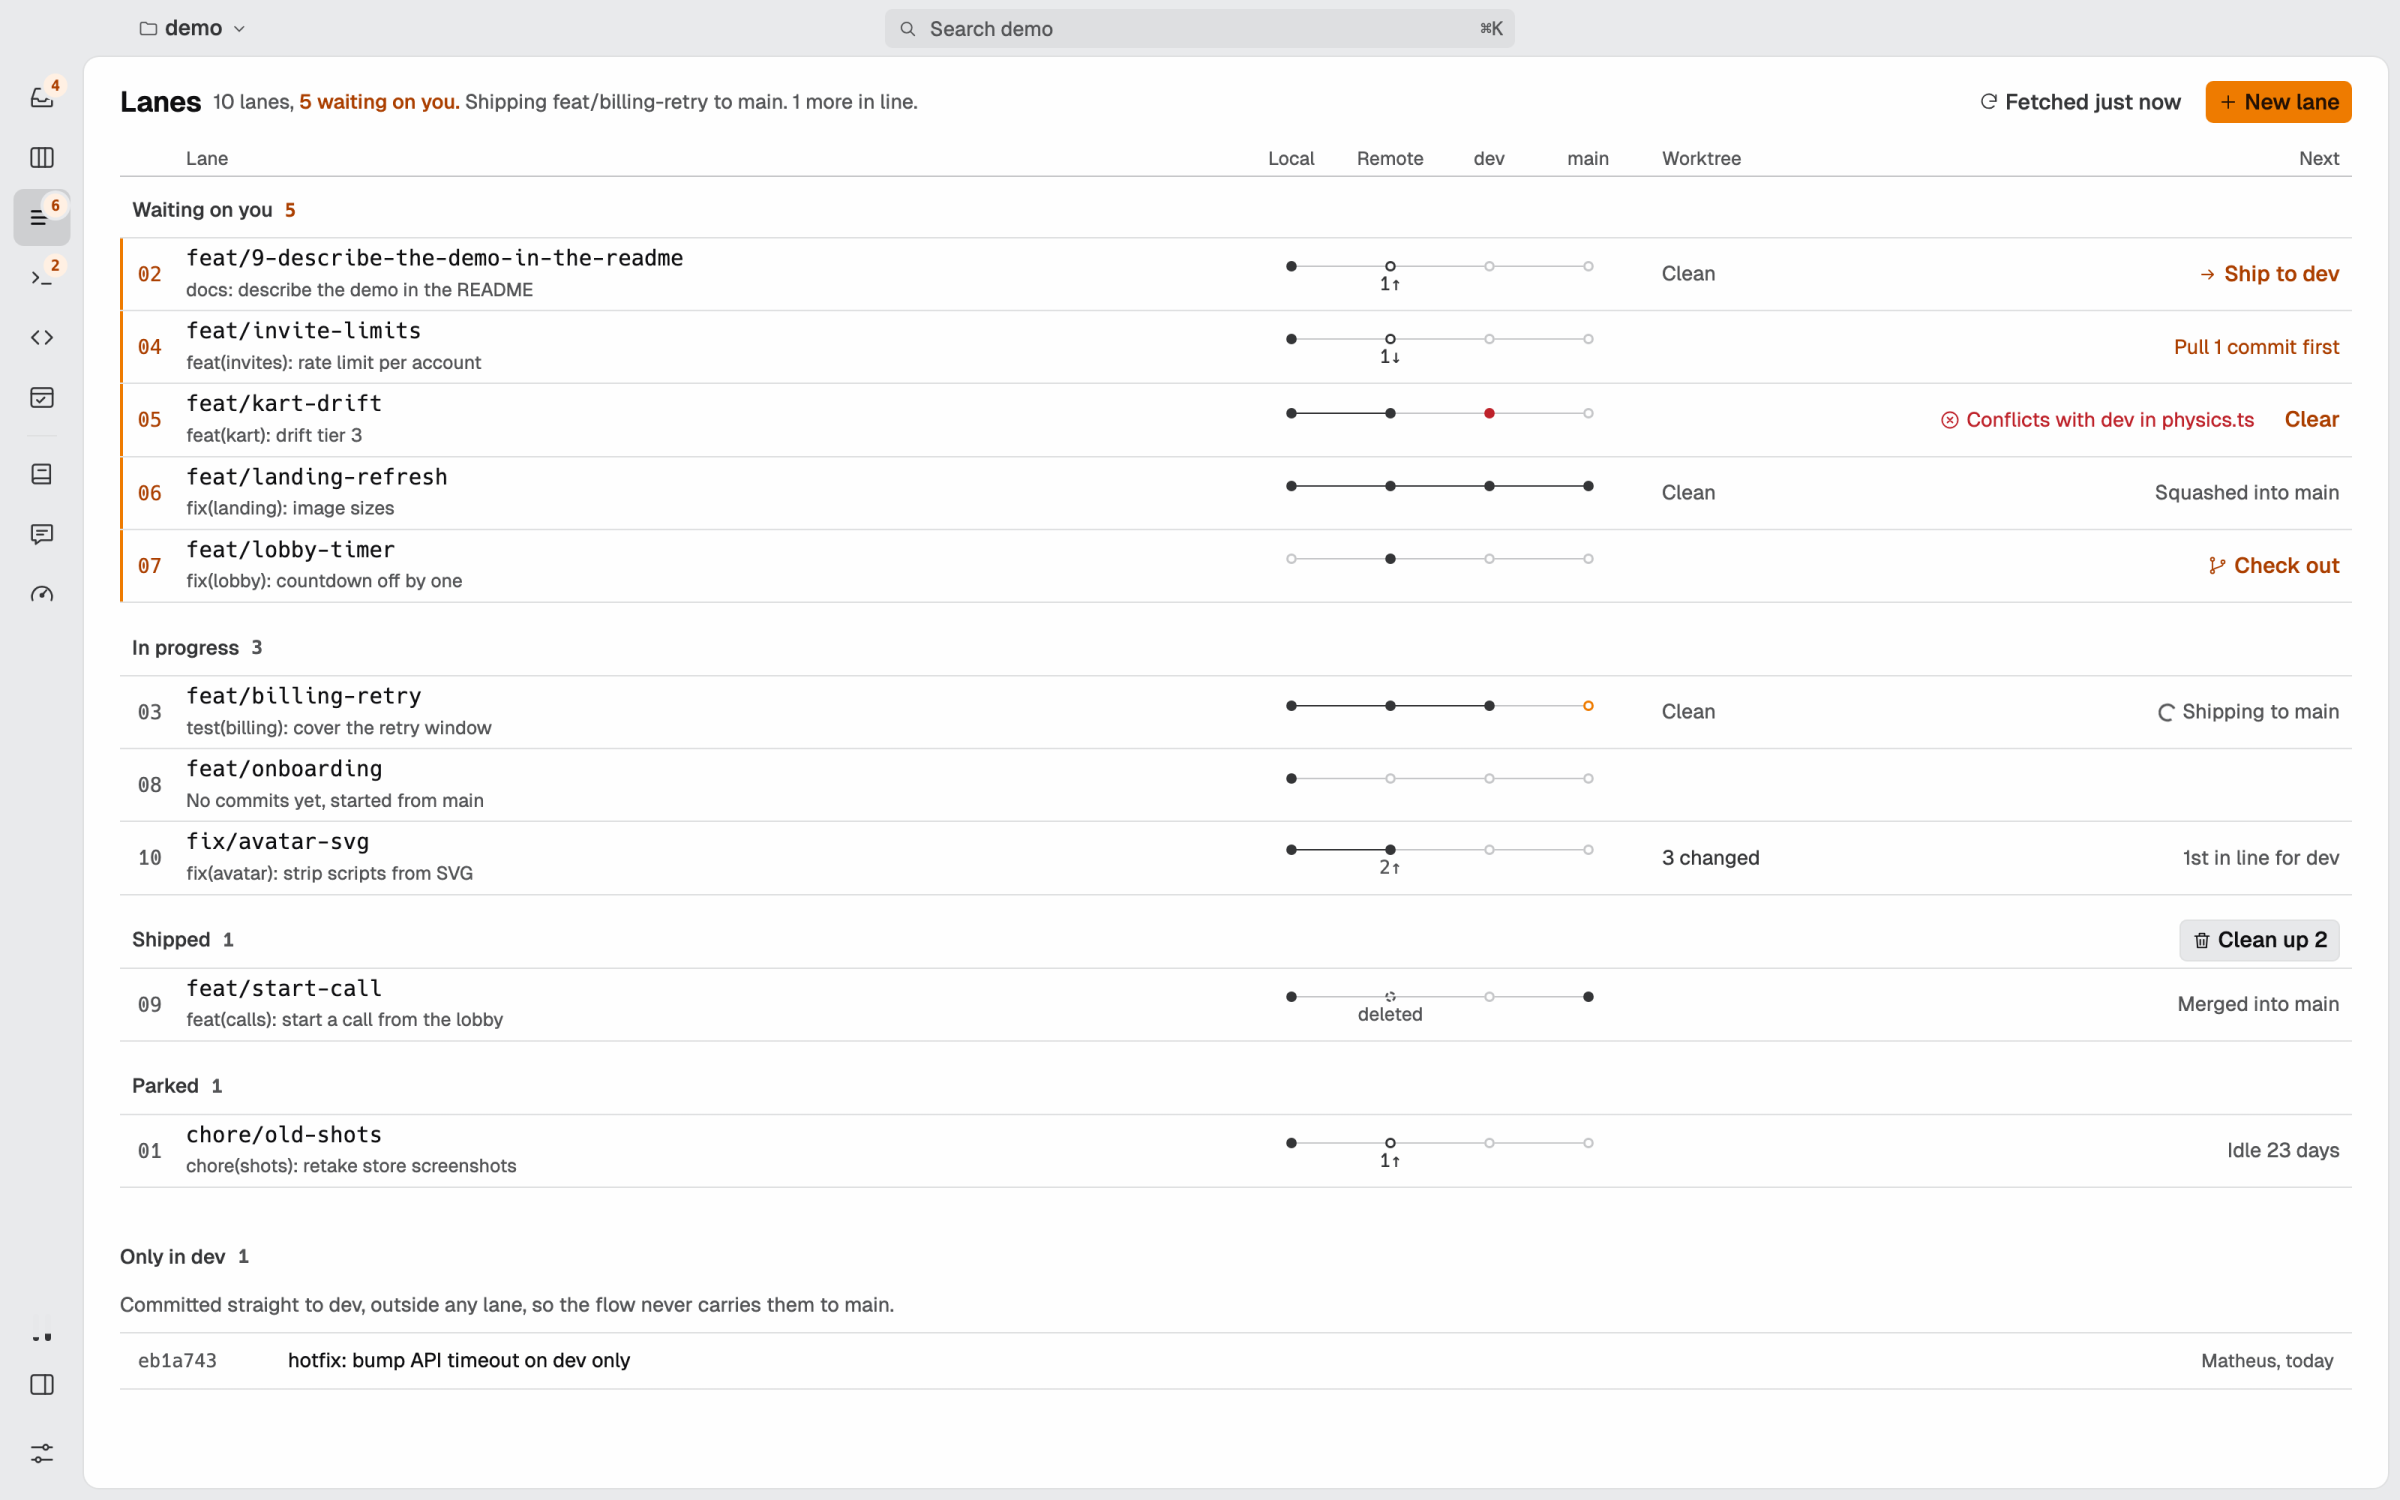 demo
Search demo ⌘K
4
6
2
Lanes 10 lanes, 5 waiting on you. Shipping feat/billing-retry to main. 1 more in line.
Fetched just now
+ New lane
Lane Local Remote dev main Worktree Next
Waiting on you 5
02 feat/9-describe-the-demo-in-the-readme
docs: describe the demo in the README
1↑
Clean
→ Ship to dev
04 feat/invite-limits
feat(invites): rate limit per account
1↓
Pull 1 commit first
05 feat/kart-drift
feat(kart): drift tier 3
Conflicts with dev in physics.ts Clear
06 feat/landing-refresh
fix(landing): image sizes
Clean
Squashed into main
07 feat/lobby-timer
fix(lobby): countdown off by one
Check out
In progress 3
03 feat/billing-retry
test(billing): cover the retry window
Clean
Shipping to main
08 feat/onboarding
No commits yet, started from main
10 fix/avatar-svg
fix(avatar): strip scripts from SVG
2↑
3 changed
1st in line for dev
Shipped 1
Clean up 2
09 feat/start-call
feat(calls): start a call from the lobby
deleted
Merged into main
Parked 1
01 chore/old-shots
chore(shots): retake store screenshots
1↑
Idle 23 days
Only in dev 1
Committed straight to dev, outside any lane, so the flow never carries them to main.
eb1a743 hotfix: bump API timeout on dev only Matheus, today